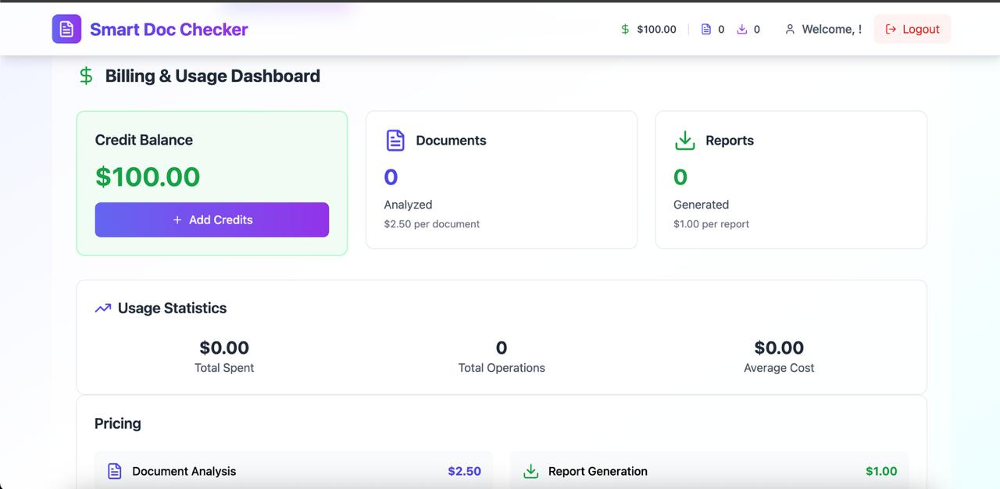 Smart Doc Checker
$100.00
0
0
Welcome, !
Logout
Billing & Usage Dashboard
Credit Balance
$100.00
+ Add Credits
Documents
0
Analyzed
$2.50 per document
Reports
0
Generated
$1.00 per report
Usage Statistics
$0.00
Total Spent
0
Total Operations
$0.00
Average Cost
Pricing
Document Analysis
$2.50
Report Generation
$1.00